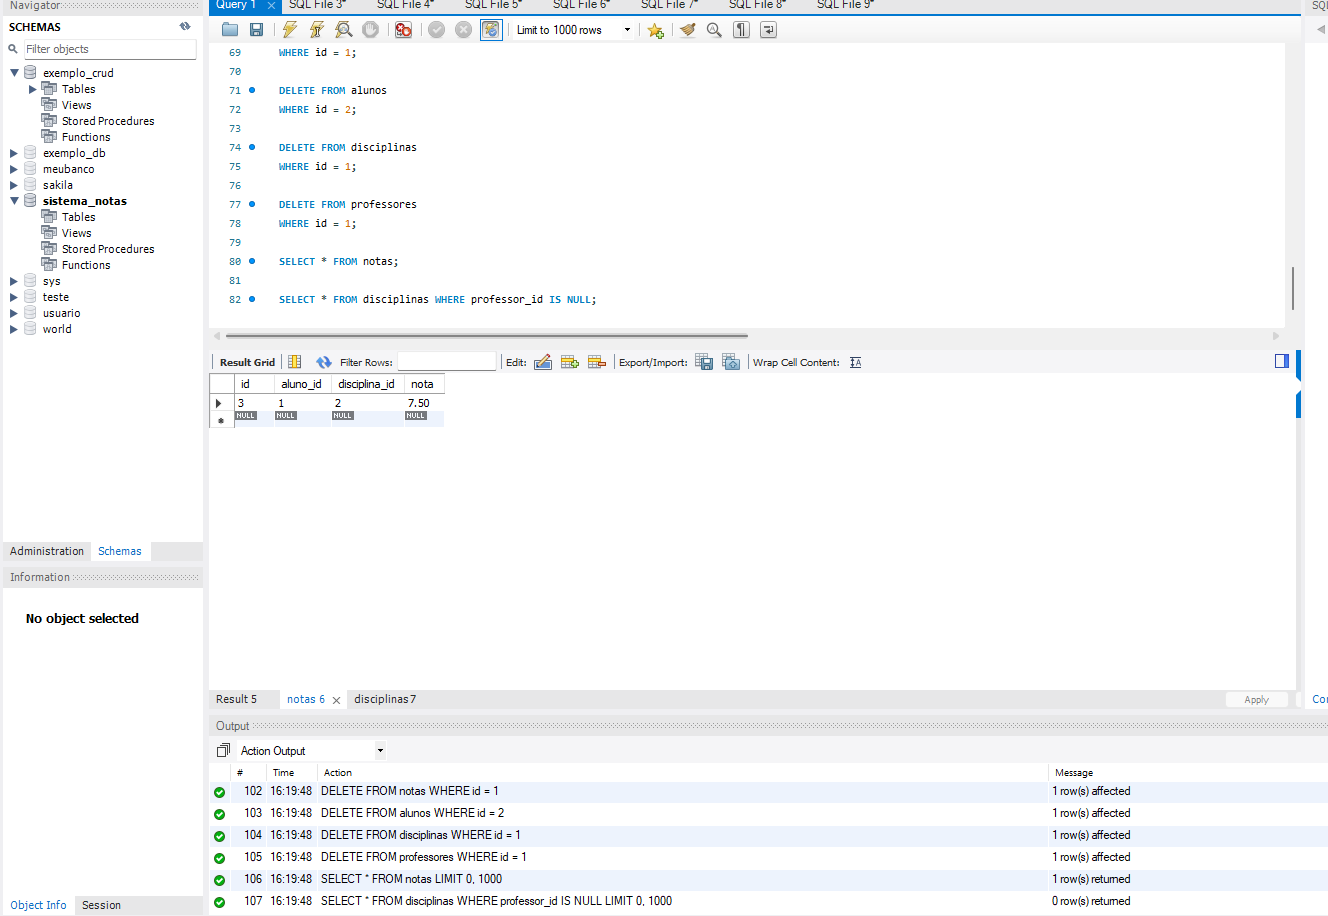 Navigator
SCHEMAS
Filter objects
exemplo_crud
Tables
Views
Stored Procedures
Functions
exemplo_db
meubanco
sakila
sistema_notas
Tables
Views
Stored Procedures
Functions
sys
teste
usuario
world
Administration Schemas
Information
No object selected
Object Info Session
Query 1 SQL File 3* SQL File 4* SQL File 5* SQL File 6* SQL File 7* SQL File 8* SQL File 9*
SQL
Limit to 1000 rows
69 WHERE id = 1;
70
71 DELETE FROM alunos
72 WHERE id = 2;
73
74 DELETE FROM disciplinas
75 WHERE id = 1;
76
77 DELETE FROM professores
78 WHERE id = 1;
79
80 SELECT * FROM notas;
81
82 SELECT * FROM disciplinas WHERE professor_id IS NULL;
Result Grid Filter Rows: Edit: Export/Import: Wrap Cell Content:
id aluno_id disciplina_id nota
3 1 2 7.50
NULL NULL NULL NULL
Result 5 notas 6 disciplinas 7 Apply
Con
Output
Action Output
# Time Action Message
102 16:19:48 DELETE FROM notas WHERE id = 1 1 row(s) affected
103 16:19:48 DELETE FROM alunos WHERE id = 2 1 row(s) affected
104 16:19:48 DELETE FROM disciplinas WHERE id = 1 1 row(s) affected
105 16:19:48 DELETE FROM professores WHERE id = 1 1 row(s) affected
106 16:19:48 SELECT * FROM notas LIMIT 0, 1000 1 row(s) returned
107 16:19:48 SELECT * FROM disciplinas WHERE professor_id IS NULL LIMIT 0, 1000 0 row(s) returned